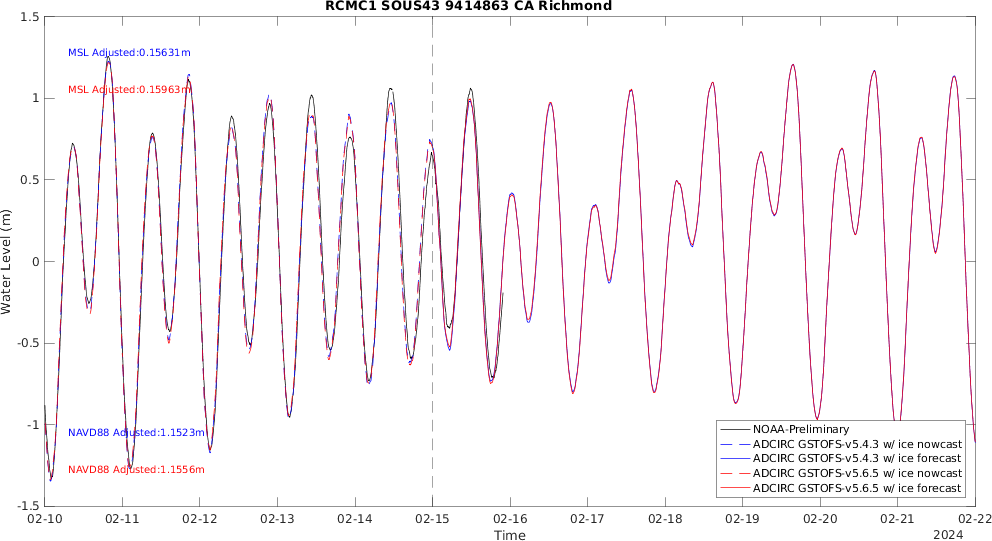 RCMC1 SOUS43 9414863 CA Richmond
1.5
MSL Adjusted:0.15631m
MSL Adjusted:0.15963m
1
0.5
0
-0.5
-1
-1.5
Water Level (m)
NAVD88 Adjusted:1.1523m
NAVD88 Adjusted:1.1556m
NOAA-Preliminary
ADCIRC GSTOFS-v5.4.3 w/ ice nowcast
ADCIRC GSTOFS-v5.4.3 w/ ice forecast
ADCIRC GSTOFS-v5.6.5 w/ ice nowcast
ADCIRC GSTOFS-v5.6.5 w/ ice forecast
02-10 02-11 02-12 02-13 02-14 02-15 02-16 02-17 02-18 02-19 02-20 02-21 02-22
Time
2024